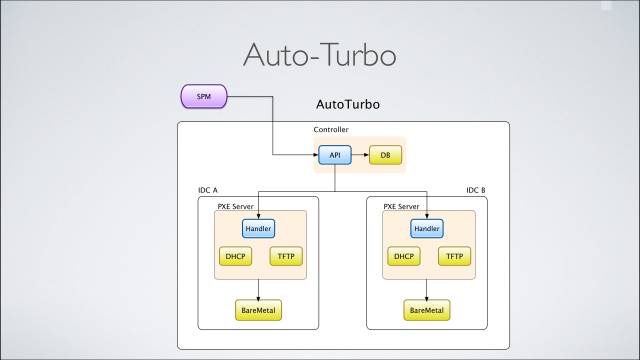 Auto-Turbo
SPM
AutoTurbo
Controller
API
DB
IDC A
IDC B
PXE Server
PXE Server
Handler
Handler
DHCP
TFTP
DHCP
TFTP
BareMetal
BareMetal